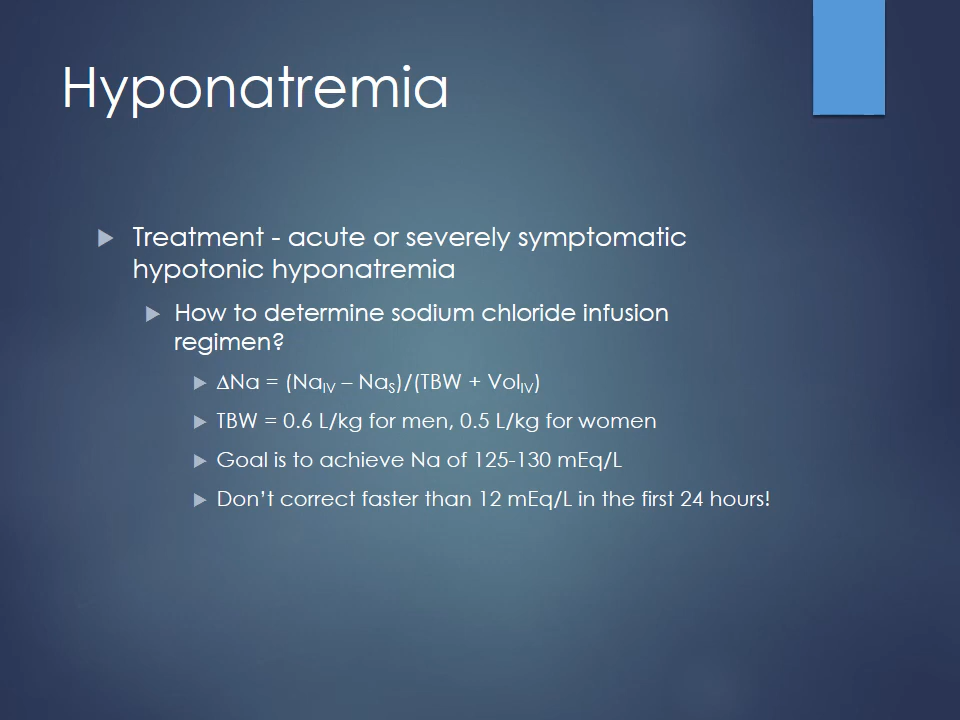 Hyponatremia
Treatment - acute or severely symptomatic
hypotonic hyponatremia
How to determine sodium chloride infusion
regimen?
ΔNa = (NaIV – NaS)/(TBW + VolIV)
TBW = 0.6 L/kg for men, 0.5 L/kg for women
Goal is to achieve Na of 125-130 mEq/L
Don’t correct faster than 12 mEq/L in the first 24 hours!